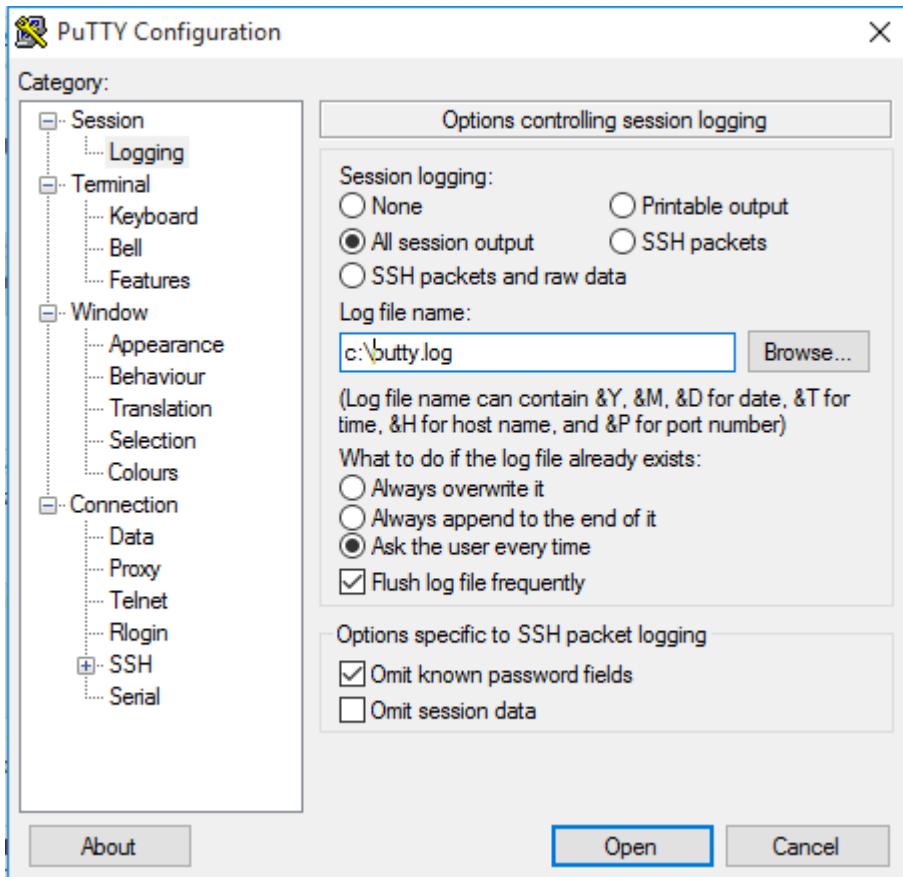 PuTTY Configuration
Category:
Session
Logging
Terminal
Keyboard
Bell
Features
Window
Appearance
Behaviour
Translation
Selection
Colours
Connection
Data
Proxy
Telnet
Rlogin
SSH
Serial
Options controlling session logging
Session logging:
None
Printable output
All session output
SSH packets
SSH packets and raw data
Log file name:
c:\putty.log
Browse...
(Log file name can contain &Y, &M, &D for date, &T for
time, &H for host name, and &P for port number)
What to do if the log file already exists:
Always overwrite it
Always append to the end of it
Ask the user every time
Flush log file frequently
Options specific to SSH packet logging
Omit known password fields
Omit session data
About
Open
Cancel